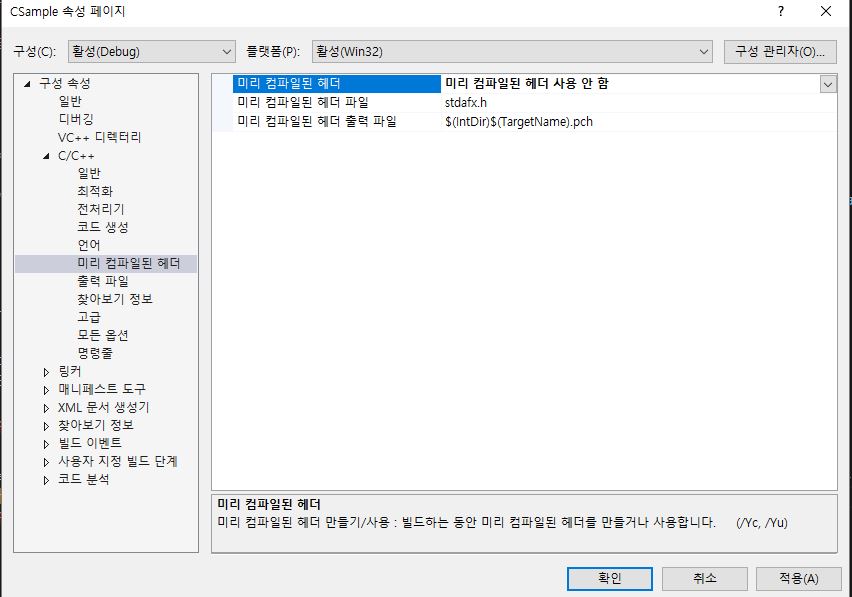 CSample 속성 페이지
?
구성(C): 활성(Debug) 플랫폼(P): 활성(Win32) 구성 관리자(O)...
구성 속성
일반
디버깅
VC++ 디렉터리
C/C++
일반
최적화
전처리기
코드 생성
언어
미리 컴파일된 헤더
출력 파일
찾아보기 정보
고급
모든 옵션
명령줄
링커
매니페스트 도구
XML 문서 생성기
찾아보기 정보
빌드 이벤트
사용자 지정 빌드 단계
코드 분석
미리 컴파일된 헤더 미리 컴파일된 헤더 사용 안 함
미리 컴파일된 헤더 파일 stdafx.h
미리 컴파일된 헤더 출력 파일 $(IntDir)$(TargetName).pch
미리 컴파일된 헤더
미리 컴파일된 헤더 만들기/사용 : 빌드하는 동안 미리 컴파일된 헤더를 만들거나 사용합니다. (/Yc, /Yu)
확인 취소 적용(A)